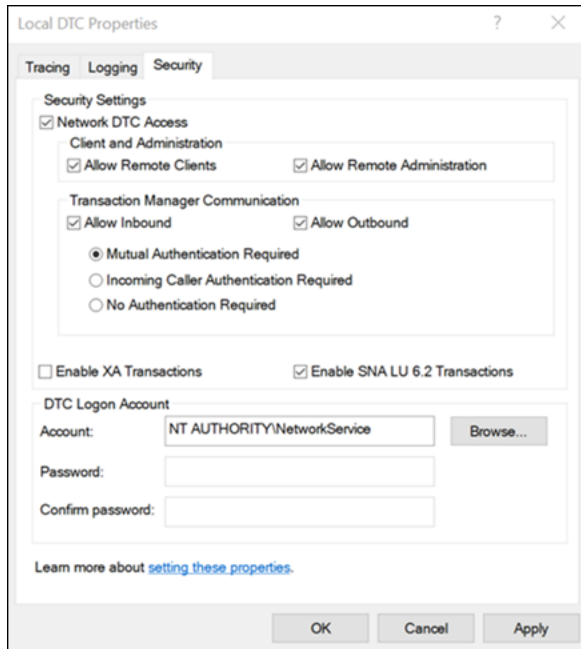 Local DTC Properties
Tracing Logging Security
Security Settings
Network DTC Access
Client and Administration
Allow Remote Clients Allow Remote Administration
Transaction Manager Communication
Allow Inbound Allow Outbound
Mutual Authentication Required
Incoming Caller Authentication Required
No Authentication Required
Enable XA Transactions Enable SNA LU 6.2 Transactions
DTC Logon Account
Account: NT AUTHORITY\NetworkService Browse...
Password:
Confirm password:
Learn more about setting these properties.
OK Cancel Apply